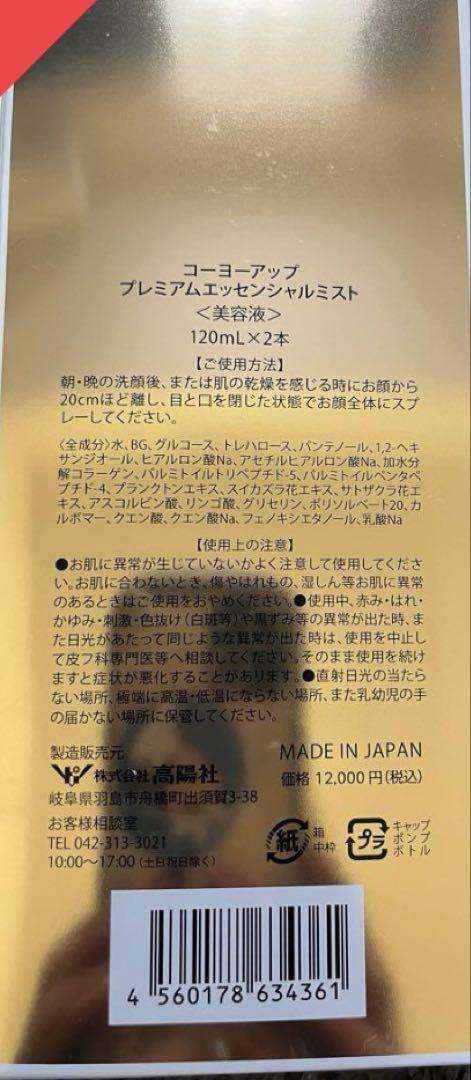 コーヨーアップ
プレミアムエッセンシャルミスト
＜美容液＞
120mL×2本
【ご使用方法】
朝・晩の洗顔後、または肌の乾燥を感じる時にお顔から
20cmほど離し、目と口を閉じた状態でお顔全体にスプ
レーしてください。
〈全成分〉水、BG、グルコース、トレハロース、パンテノール、1,2-ヘキ
サンジオール、ヒアルロン酸Na、アセチルヒアルロン酸Na、加水分
解コラーゲン、パルミトイルトリペプチド-5、パルミトイルペンタペ
プチド-4、プランクトンエキス、スイカズラ花エキス、サトザクラ花エ
キス、アスコルビン酸、リンゴ酸、グリセリン、ポリソルベート20、カ
ルボマー、クエン酸、クエン酸Na、フェノキシエタノール、乳酸Na
【使用上の注意】
●お肌に異常が生じていないかよく注意して使用してくださ
い。お肌に合わないとき、傷やはれもの、湿しん等お肌に異常
のあるときはご使用をおやめください。●使用中、赤み・はれ・
かゆみ・刺激・色抜け(白斑等)や黒ずみ等の異常が出た時、ま
た日光があたって同じような異常が出た時は、使用を中止し
て皮フ科専門医等へ相談してください。そのまま使用を続け
ますと症状が悪化することがあります。●直射日光の当たら
ない場所、極端に高温・低温にならない場所、また乳幼児の手
の届かない場所に保管してください。
製造販売元
株式会社 高陽社
岐阜県羽島市舟橋町出須賀3-38
お客様相談室
TEL 042-313-3021
10:00〜17:00(土日祝日除く)
MADE IN JAPAN
価格 12,000円(税込)
紙 箱 中枠
プラ キャップ ポンプ ボトル
4 560178 634361